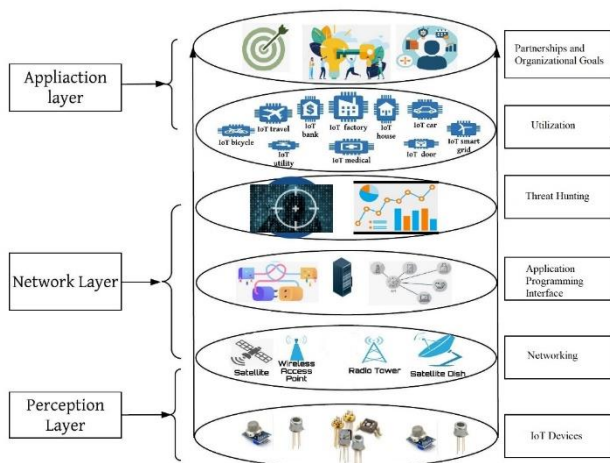 Appliaction
layer
Network Layer
Perception
Layer
IoT travel
IoT
bank
IoT
factory
IoT
house
IoT car
IoT bicycle
IoT
utility
IoT medical
IoT door
IoT smart
grid
Satellite
Wireless
Access
Point
Radio Tower
Satellite Dish
Partnerships and
Organizational Goals
Utilization
Threat Hunting
Application
Programming
Interface
Networking
IoT Devices